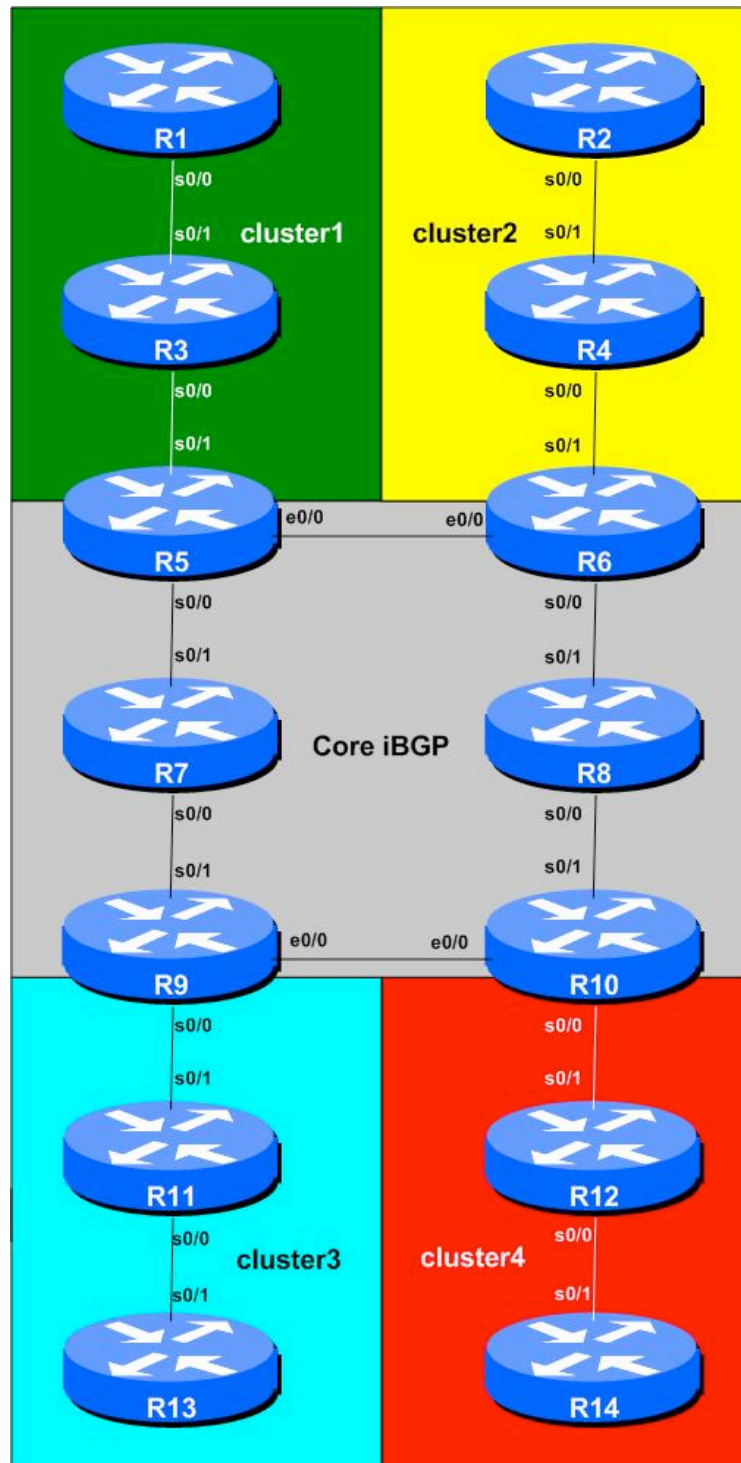 R1
R2
s0/0
s0/0
s0/1
cluster1
cluster2
s0/1
R3
R4
s0/0
s0/0
s0/1
s0/1
e0/0
e0/0
R5
R6
s0/0
s0/0
s0/1
s0/1
R7
Core iBGP
R8
s0/0
s0/0
s0/1
s0/1
e0/0
e0/0
R9
R10
s0/0
s0/0
s0/1
s0/1
R11
R12
s0/0
cluster3
cluster4
s0/0
s0/1
s0/1
R13
R14